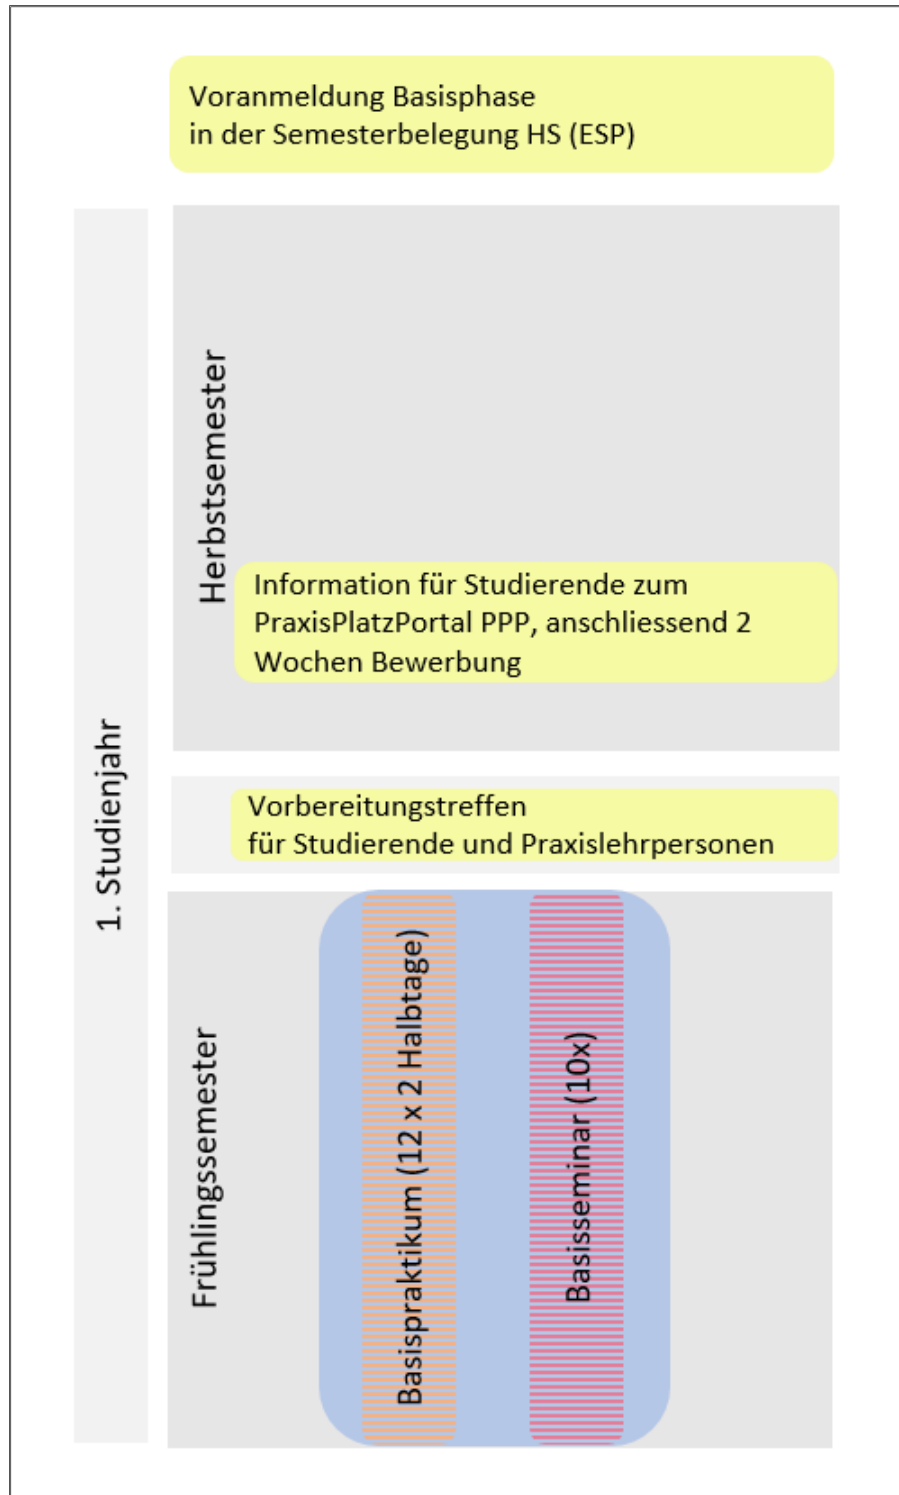 Voranmeldung Basisphase
in der Semesterbelegung HS (ESP)
1. Studienjahr
Herbstsemester
Information für Studierende zum
PraxisPlatzPortal PPP, anschliessend 2
Wochen Bewerbung
Vorbereitungstreffen
für Studierende und Praxislehrpersonen
Frühlingssemester
Basispraktikum (12 x 2 Halbtage)
Basisseminar (10x)